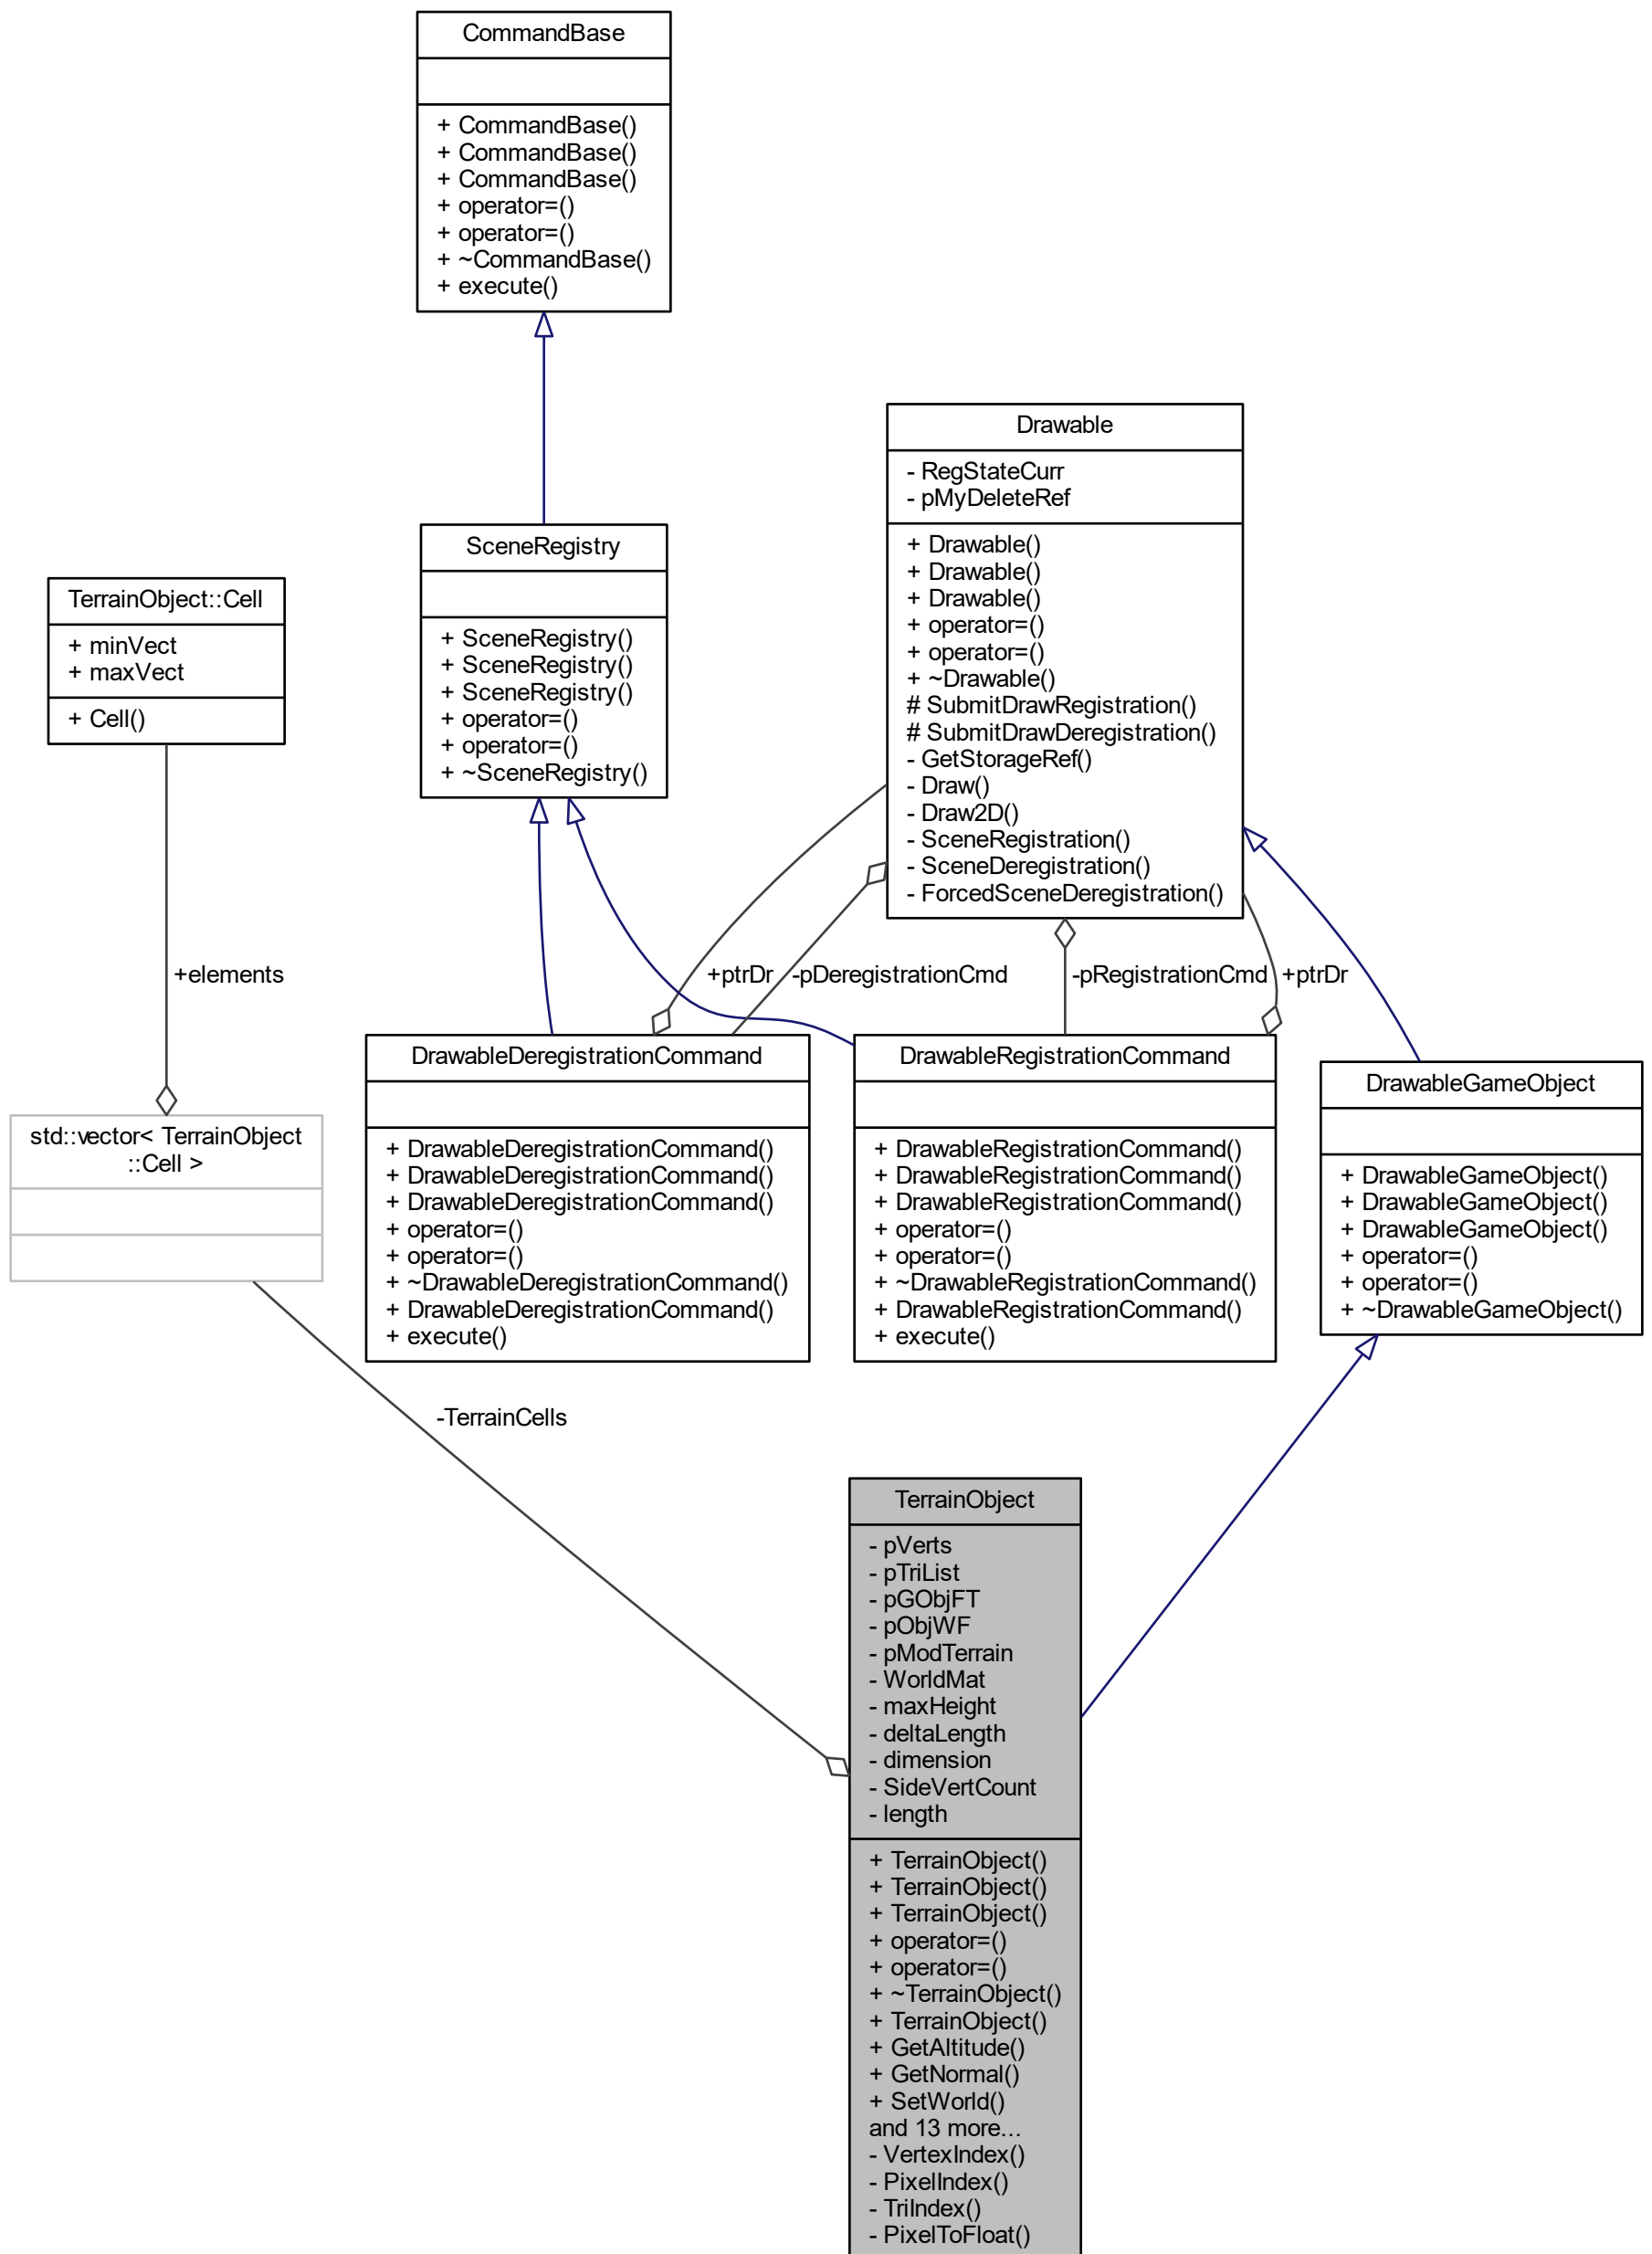 CommandBase
+ CommandBase()
+ CommandBase()
+ CommandBase()
+ operator=()
+ operator=()
+ ~CommandBase()
+ execute()
Drawable
- RegStateCurr
- pMyDeleteRef
+ Drawable()
+ Drawable()
+ Drawable()
+ operator=()
+ operator=()
+ ~Drawable()
# SubmitDrawRegistration()
# SubmitDrawDeregistration()
- GetStorageRef()
- Draw()
- Draw2D()
- SceneRegistration()
- SceneDeregistration()
- ForcedSceneDeregistration()
SceneRegistry
+ SceneRegistry()
+ SceneRegistry()
+ SceneRegistry()
+ operator=()
+ operator=()
+ ~SceneRegistry()
TerrainObject::Cell
+ minVect
+ maxVect
+ Cell()
+elements
+ptrDr
-pDeregistrationCmd
-pRegistrationCmd
+ptrDr
std::vector< TerrainObject
::Cell >
DrawableDeregistrationCommand
+ DrawableDeregistrationCommand()
+ DrawableDeregistrationCommand()
+ DrawableDeregistrationCommand()
+ operator=()
+ operator=()
+ ~DrawableDeregistrationCommand()
+ DrawableDeregistrationCommand()
+ execute()
DrawableRegistrationCommand
+ DrawableRegistrationCommand()
+ DrawableRegistrationCommand()
+ DrawableRegistrationCommand()
+ operator=()
+ operator=()
+ ~DrawableRegistrationCommand()
+ DrawableRegistrationCommand()
+ execute()
DrawableGameObject
+ DrawableGameObject()
+ DrawableGameObject()
+ DrawableGameObject()
+ operator=()
+ operator=()
+ ~DrawableGameObject()
-TerrainCells
TerrainObject
- pVerts
- pTriList
- pGObjFT
- pObjWF
- pModTerrain
- WorldMat
- maxHeight
- deltaLength
- dimension
- SideVertCount
- length
+ TerrainObject()
+ TerrainObject()
+ TerrainObject()
+ operator=()
+ operator=()
+ ~TerrainObject()
+ TerrainObject()
+ GetAltitude()
+ GetNormal()
+ SetWorld()
and 13 more...
- VertexIndex()
- PixelIndex()
- TriIndex()
- PixelToFloat()